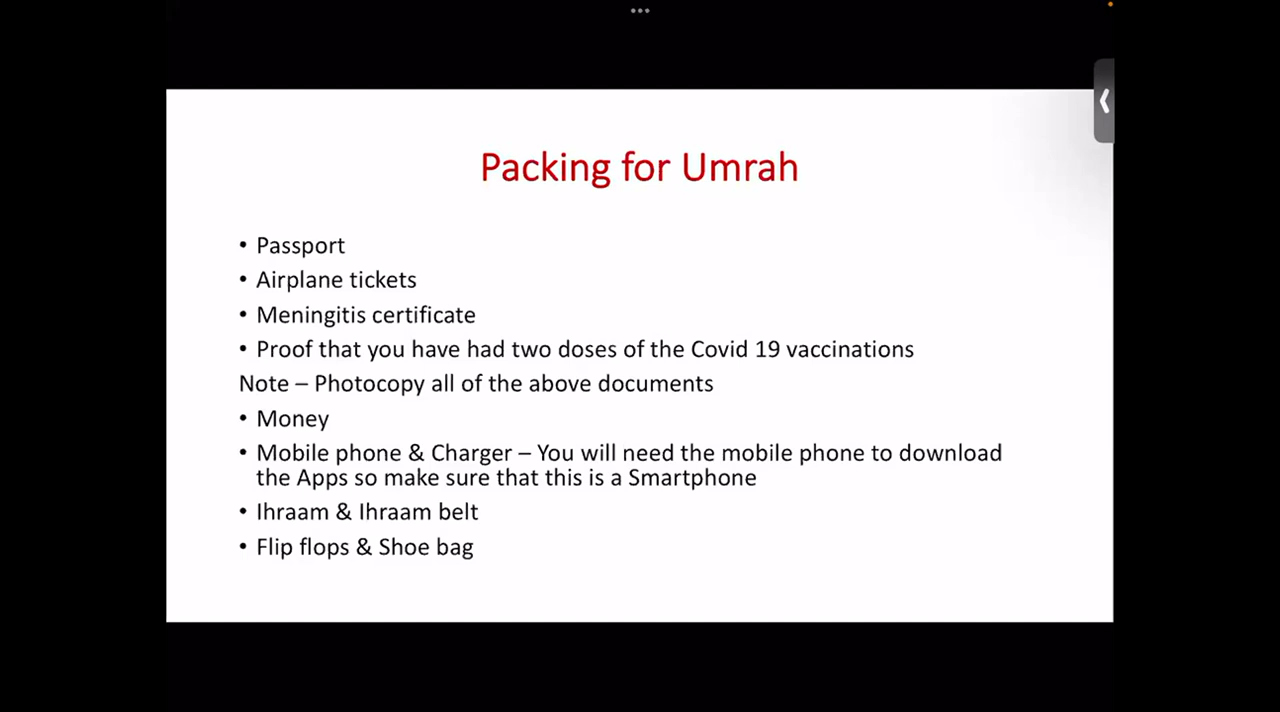 Packing for Umrah
• Passport
• Airplane tickets
• Meningitis certificate
• Proof that you have had two doses of the Covid 19 vaccinations
Note – Photocopy all of the above documents
• Money
• Mobile phone & Charger – You will need the mobile phone to download
the Apps so make sure that this is a Smartphone
• Ihraam & Ihraam belt
• Flip flops & Shoe bag